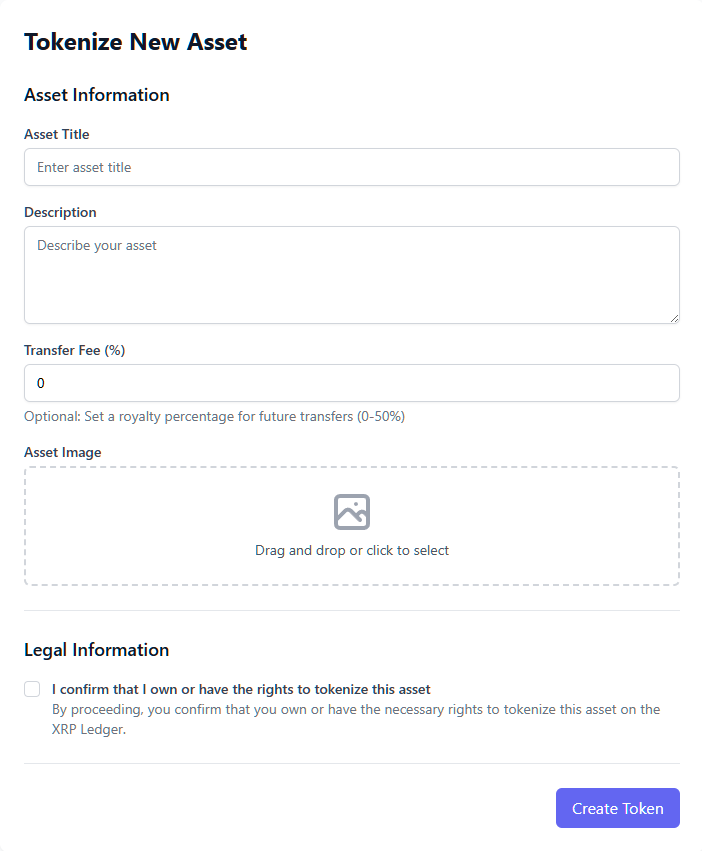 Tokenize New Asset
Asset Information
Asset Title
Enter asset title
Description
Describe your asset
Transfer Fee (%)
0
Optional: Set a royalty percentage for future transfers (0-50%)
Asset Image
Drag and drop or click to select
Legal Information
I confirm that I own or have the rights to tokenize this asset
By proceeding, you confirm that you own or have the necessary rights to tokenize this asset on the
XRP Ledger.
Create Token